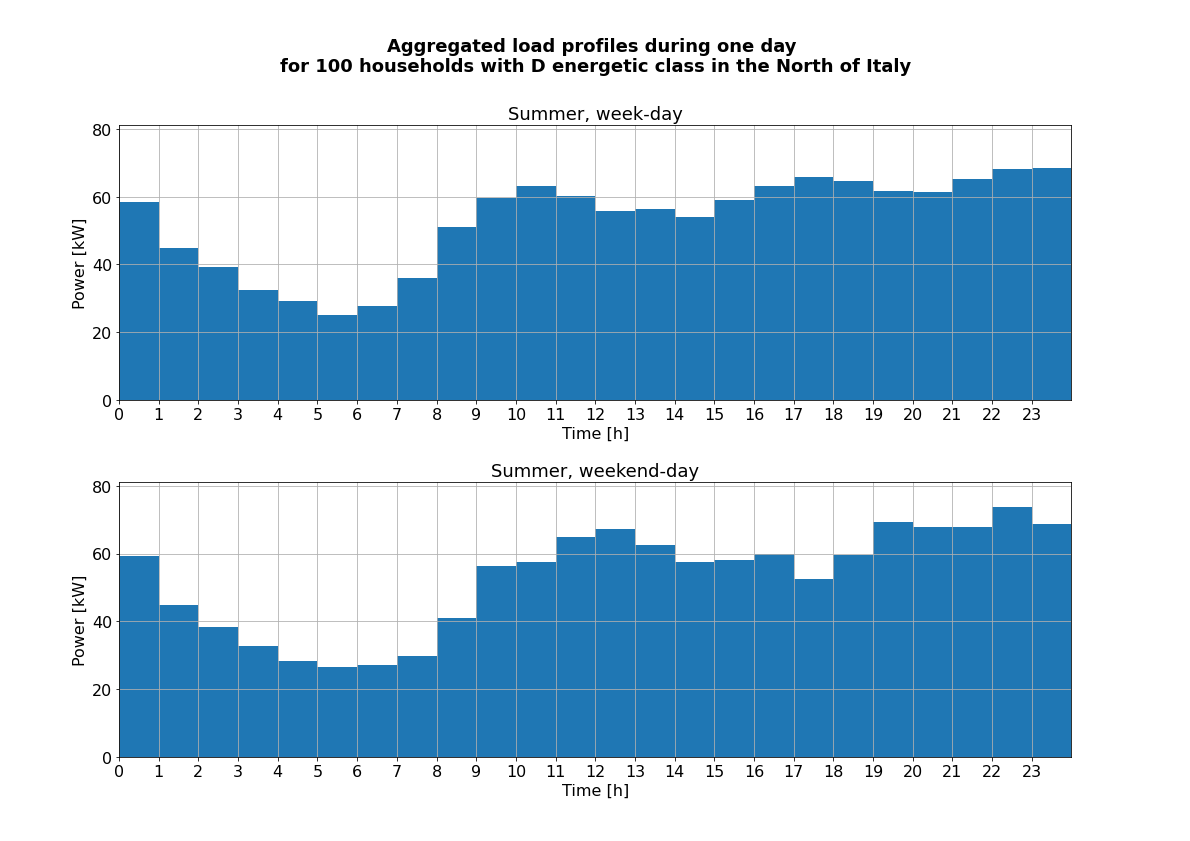 Aggregated load profiles during one day
for 100 households with D energetic class in the North of Italy
Summer, week-day
80
60
40
20
0
Power [kW]
0 1 2 3 4 5 6 7 8 9 10 11 12 13 14 15 16 17 18 19 20 21 22 23
Time [h]
Summer, weekend-day
80
60
40
20
0
Power [kW]
0 1 2 3 4 5 6 7 8 9 10 11 12 13 14 15 16 17 18 19 20 21 22 23
Time [h]